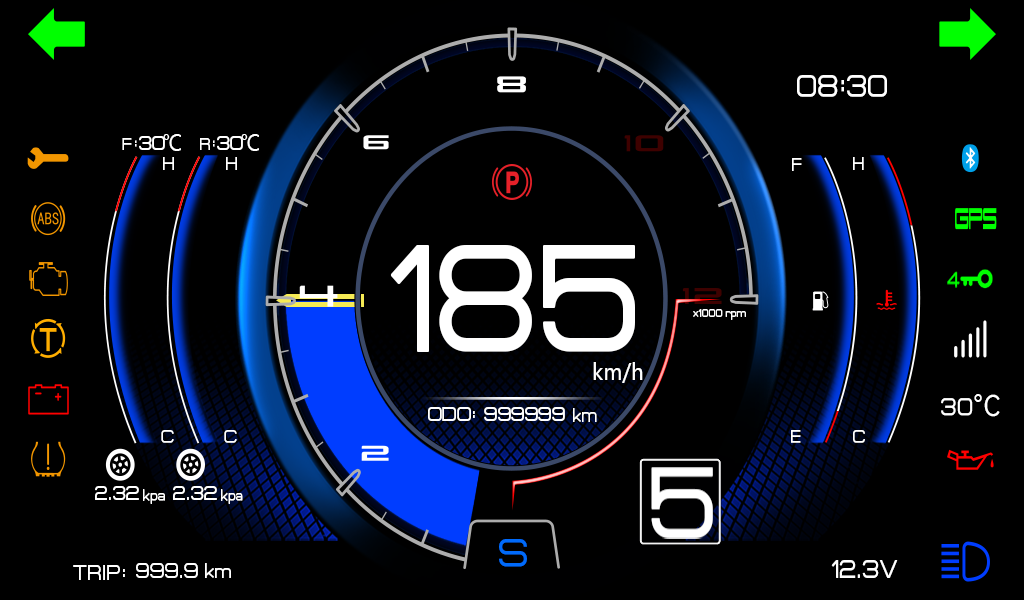 08:30
8
6
10
F:30℃
R:30℃
H
H
F
H
P
ABS
GPS
185
4
4
12
x1000 rpm
T
km/h
30°C
ODO: 999999 km
C
C
E
C
2
2.32 kpa
2.32 kpa
5
S
TRIP: 999.9 km
12.3V